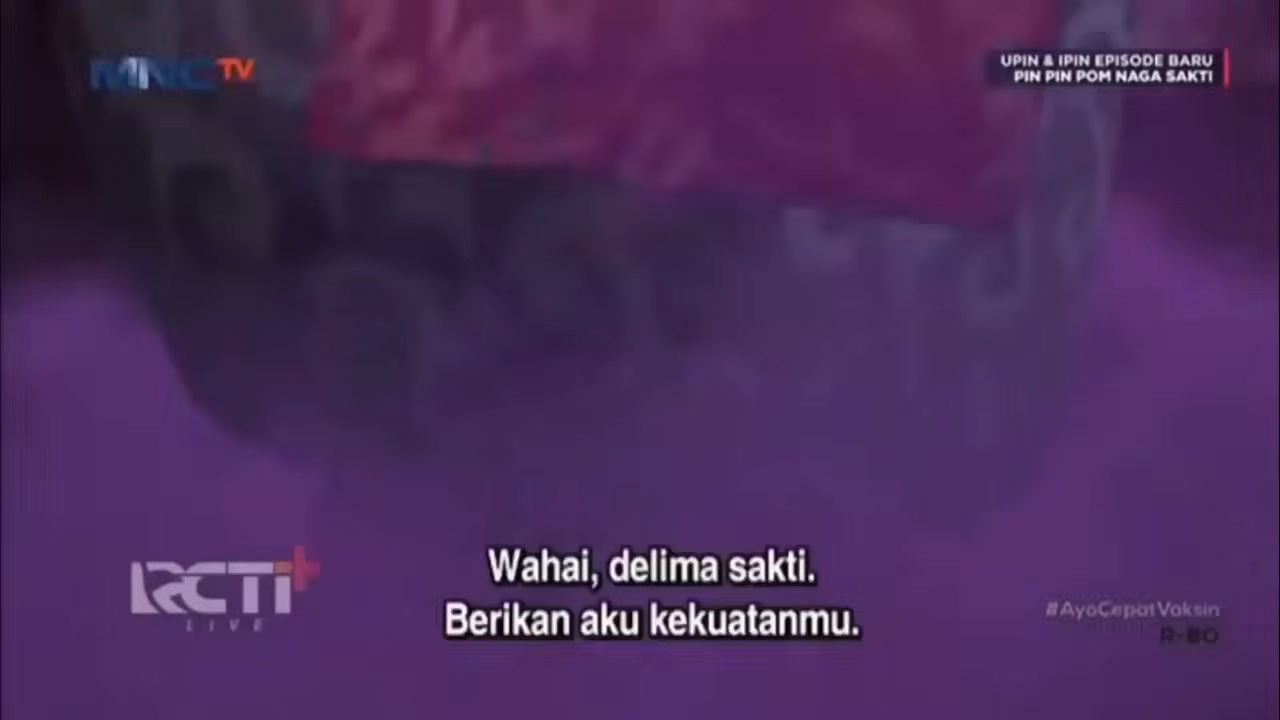 MNCTV
UPIN & IPIN EPISODE BARU
PIN PIN POM NAGA SAKTI
Wahai, delima sakti.
Berikan aku kekuatanmu.
RCTI+
LIVE
#AyoCepatVaksin
R-BO